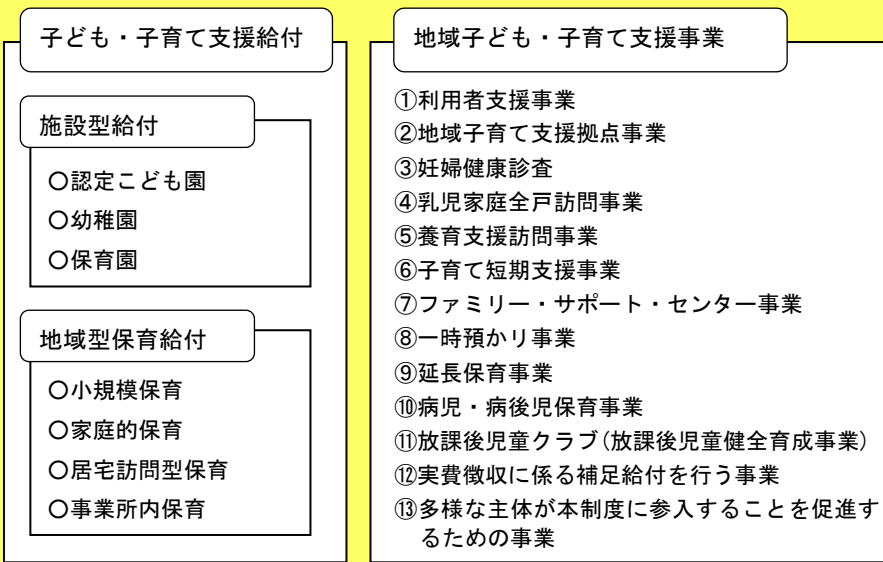 子ども・子育て支援給付
施設型給付
〇認定こども園
〇幼稚園
〇保育園
地域型保育給付
〇小規模保育
〇家庭的保育
〇居宅訪問型保育
〇事業所内保育
地域子ども・子育て支援事業
①利用者支援事業
②地域子育て支援拠点事業
③妊婦健康診査
④乳児家庭全戸訪問事業
⑤養育支援訪問事業
⑥子育て短期支援事業
⑦ファミリー・サポート・センター事業
⑧一時預かり事業
⑨延長保育事業
⑩病児・病後児保育事業
⑪放課後児童クラブ(放課後児童健全育成事業)
⑫実費徴収に係る補足給付を行う事業
⑬多様な主体が本制度に参入することを促進す
るための事業